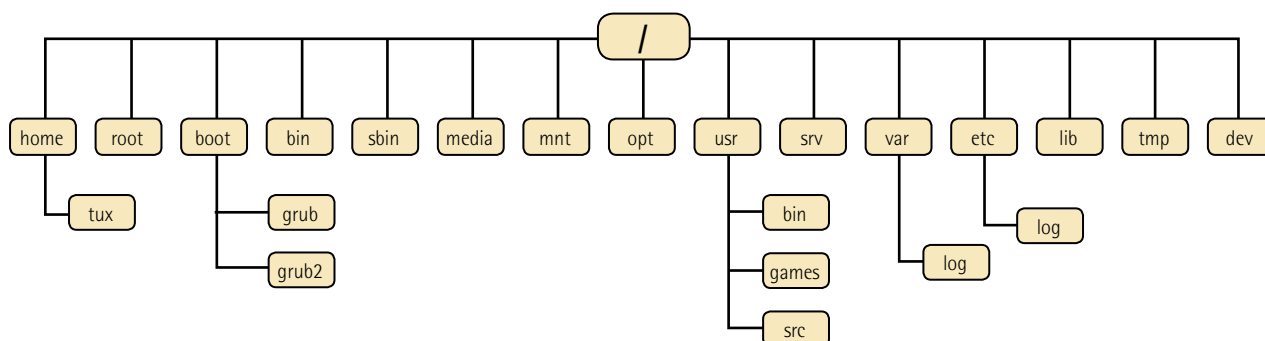 /
home root boot bin sbin media mnt opt usr srv var etc lib tmp dev
tux grub bin log
grub2 games log
src